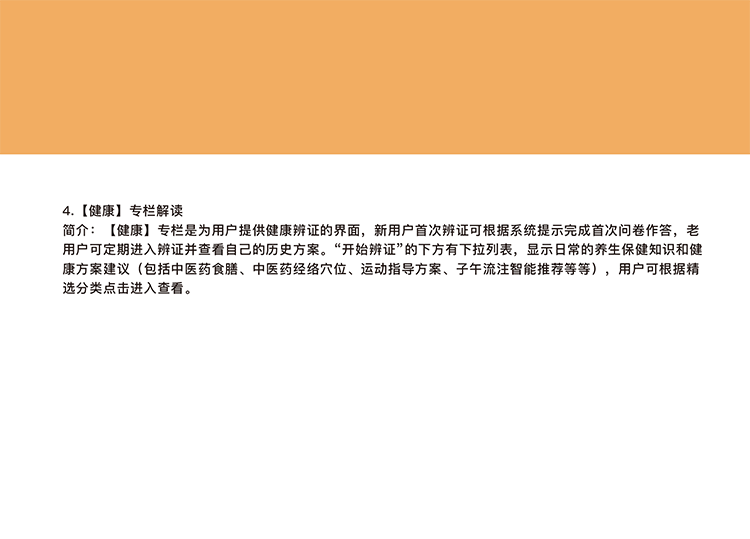 4.【健康】专栏解读
简介：【健康】专栏是为用户提供健康辨证的界面，新用户首次辨证可根据系统提示完成首次问卷作答，老
用户可定期进入辨证并查看自己的历史方案。“开始辨证”的下方有下拉列表，显示日常的养生保健知识和健
康方案建议（包括中医药食膳、中医药经络穴位、运动指导方案、子午流注智能推荐等等），用户可根据精
选分类点击进入查看。